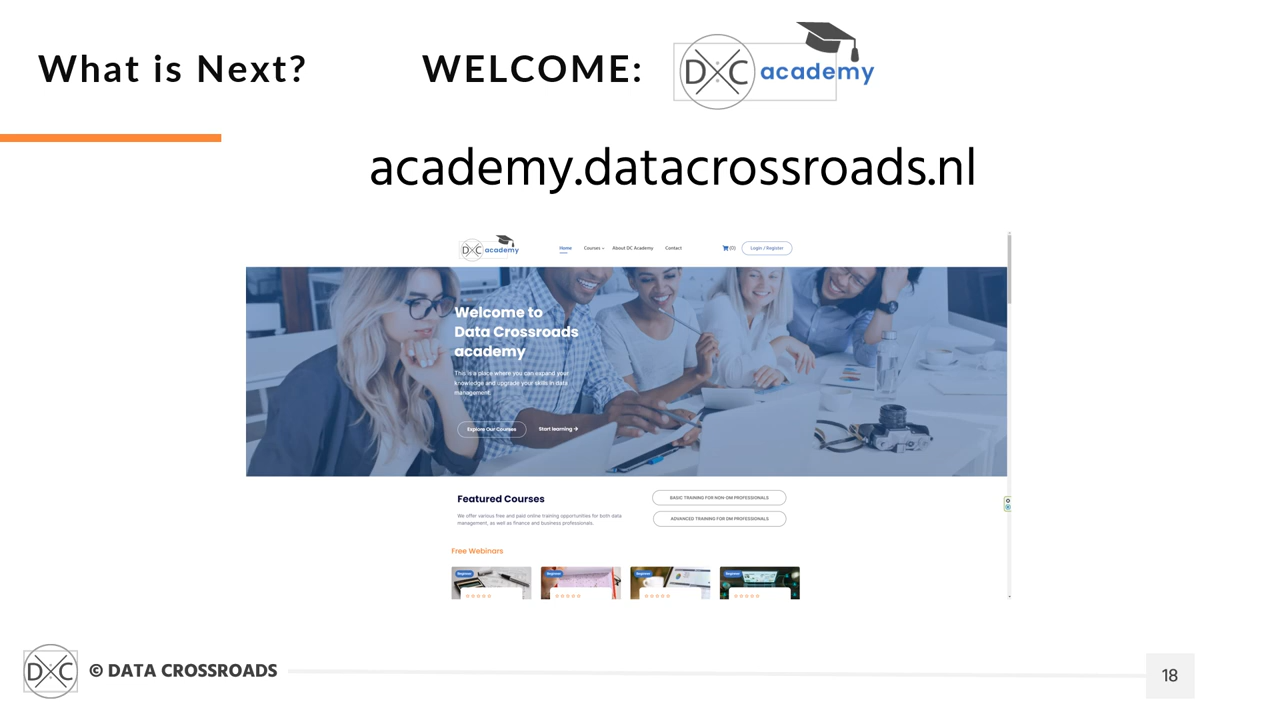 What is Next?
WELCOME:
DXC academy
academy.datacrossroads.nl
DXC academy
Home
Courses
About DC Academy
Contact
(0)
Login / Register
Welcome to
Data Crossroads
academy
This is a place where you can expand your
knowledge and upgrade your skills in data
management.
Explore Our Courses
Start learning →
Featured Courses
We offer various free and paid online training opportunities for both data
management, as well as finance and business professionals.
BASIC TRAINING FOR NON-DM PROFESSIONALS
ADVANCED TRAINING FOR DM PROFESSIONALS
Free Webinars
Beginner
Beginner
Beginner
Beginner
DXC
© DATA CROSSROADS
18